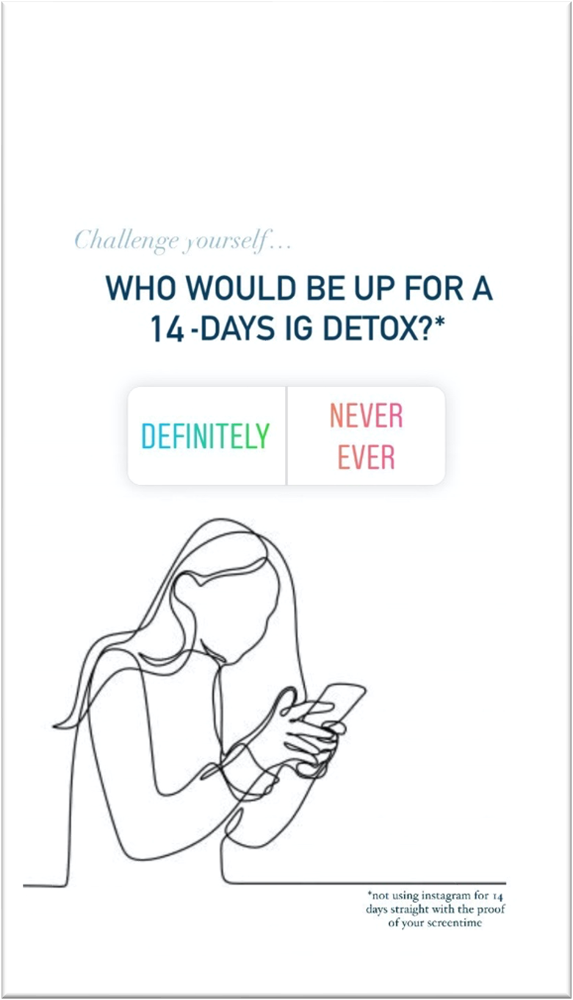 Challenge yourself...
WHO WOULD BE UP FOR A
14-DAYS IG DETOX?*
DEFINITELY
NEVER
EVER
*not using instagram for 14
days straight with the proof
of your screentime